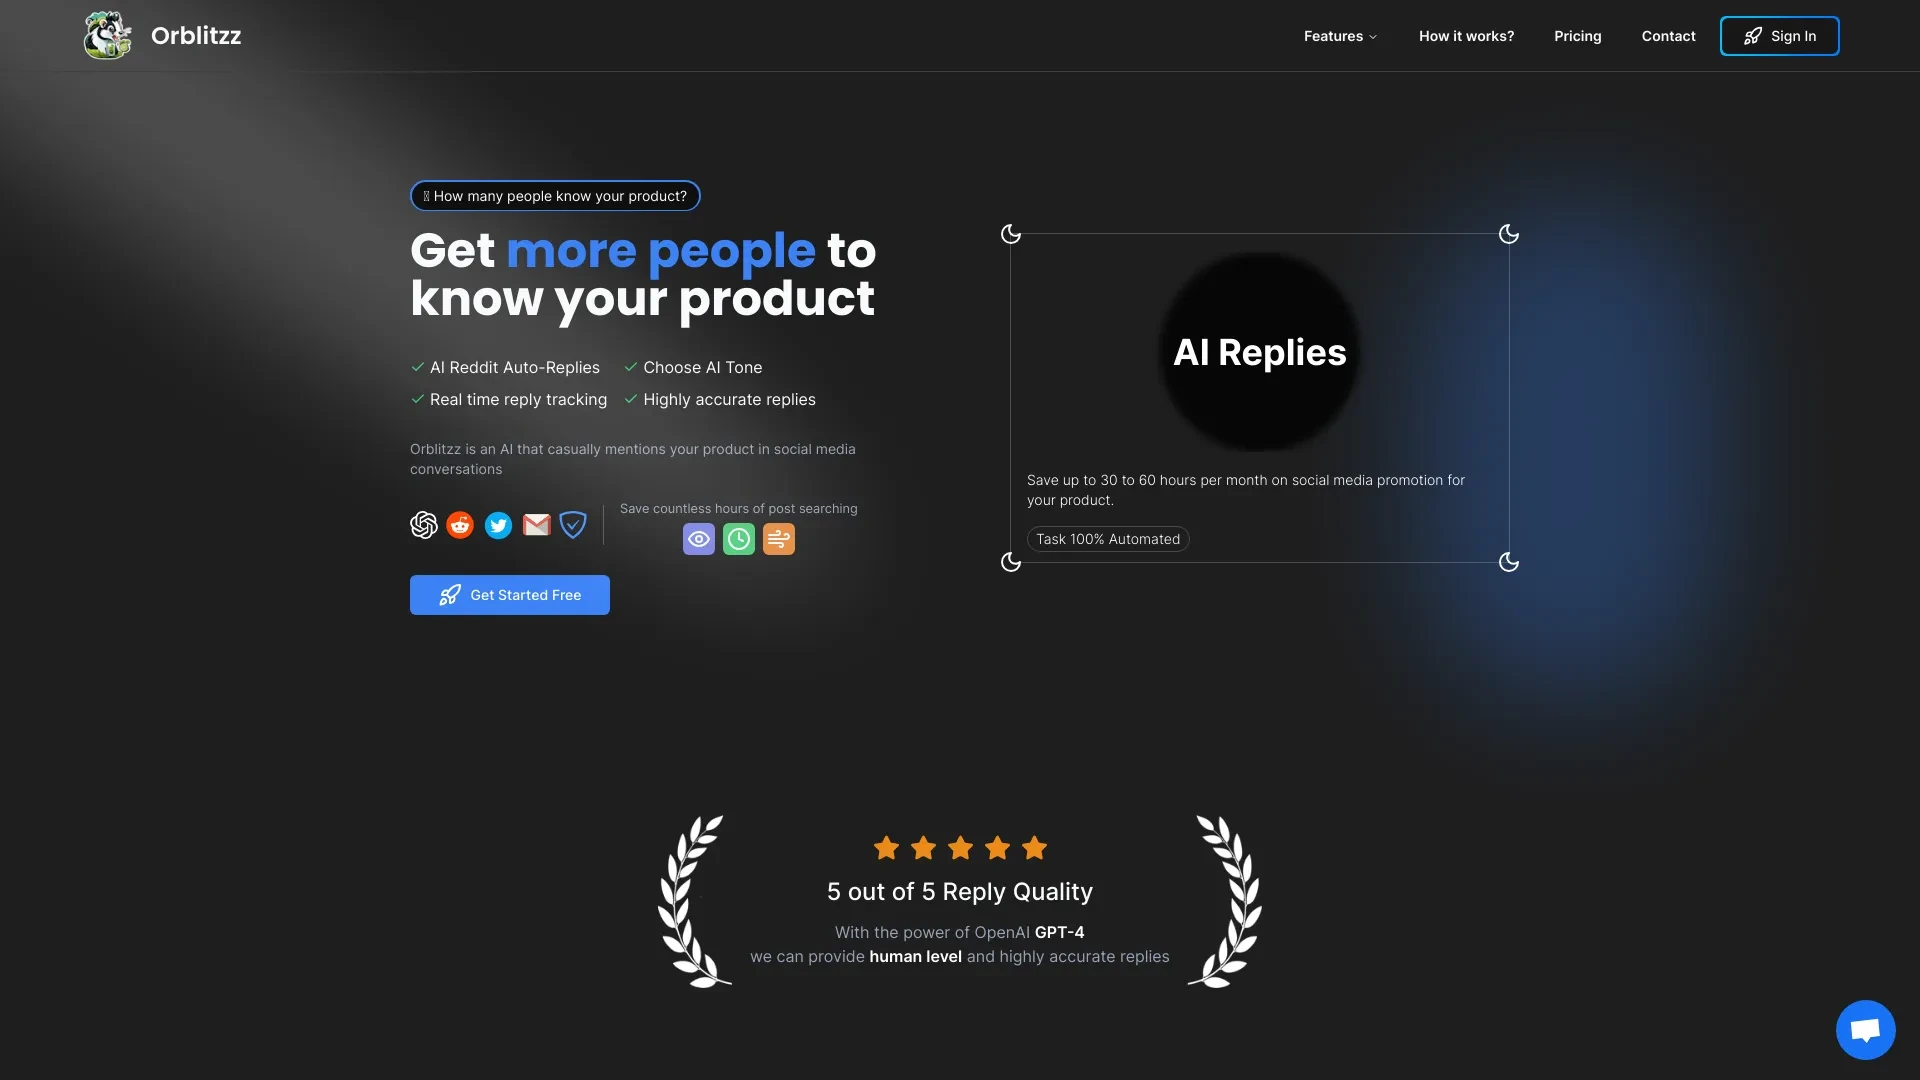 Orblitzz
Features
How it works?
Pricing
Contact
Sign In
How many people know your product?
Get more people to
know your product
AI Reddit Auto-Replies
Choose AI Tone
Real time reply tracking
Highly accurate replies
Orblitzz is an AI that casually mentions your product in social media
conversations
Save countless hours of post searching
Get Started Free
AI Replies
Save up to 30 to 60 hours per month on social media promotion for
your product.
Task 100% Automated
5 out of 5 Reply Quality
With the power of OpenAI GPT-4
we can provide human level and highly accurate replies